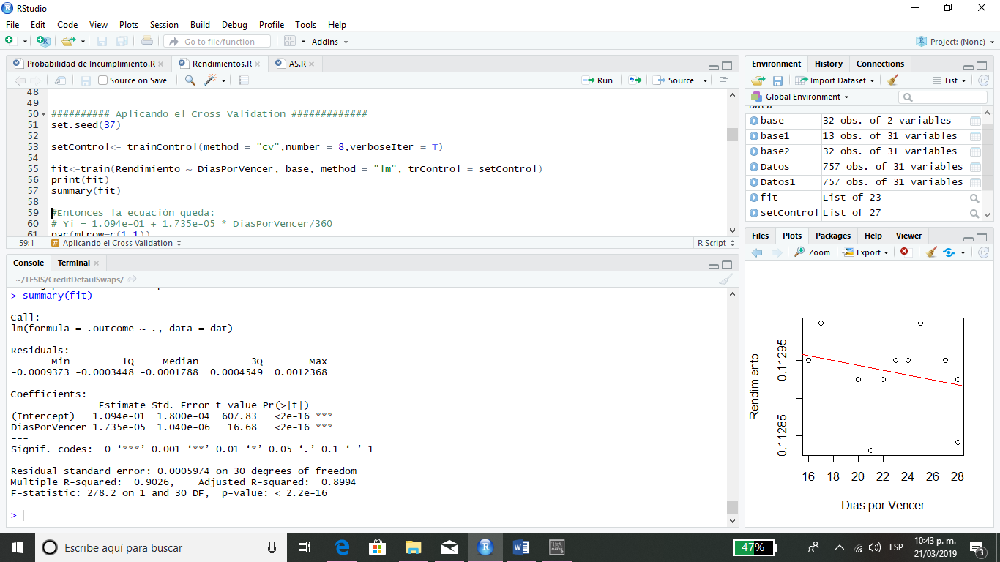 RStudio
File Edit Code View Plots Session Build Debug Profile Tools Help
Go to file/function Addins Project: (None)
Probabilidad de Incumplimiento.R Rendimientos.R AS.R
Source on Save Run Source
48
49
50 ########## Aplicando el Cross Validation #############
51 set.seed(37)
52
53 setControl<- trainControl(method = "cv",number = 8,verboseIter = T)
54
55 fit<-train(Rendimiento ~ DiasPorVencer, base, method = "lm", trControl = setControl)
56 print(fit)
57 summary(fit)
58
59 #Entonces la ecuación queda:
60 # Yi = 1.094e-01 + 1.735e-05 * DiasPorVencer/360
61 par(mfrow=c(1,1))
59:1 # Aplicando el Cross Validation R Script
Console Terminal
~/TESIS/CreditDefaulSwaps/
> summary(fit)
Call:
lm(formula = .outcome ~ ., data = dat)
Residuals:
Min 1Q Median 3Q Max
-0.0009373 -0.0003448 -0.0001788 0.0004549 0.0012368
Coefficients:
Estimate Std. Error t value Pr(>|t|)
(Intercept) 1.094e-01 1.800e-04 607.83 <2e-16 ***
DiasPorVencer 1.735e-05 1.040e-06 16.68 <2e-16 ***
---
Signif. codes: 0 ‘***’ 0.001 ‘**’ 0.01 ‘*’ 0.05 ‘.’ 0.1 ‘ ’ 1
Residual standard error: 0.0005974 on 30 degrees of freedom
Multiple R-squared: 0.9026, Adjusted R-squared: 0.8994
F-statistic: 278.2 on 1 and 30 DF, p-value: < 2.2e-16
>
Environment History Connections
Import Dataset List
Global Environment
Data
base 32 obs. of 2 variables
base1 13 obs. of 31 variables
base2 32 obs. of 31 variables
Datos 757 obs. of 31 variables
Datos1 757 obs. of 31 variables
fit List of 23
setControl List of 27
Files Plots Packages Help Viewer
Zoom Export
Rendimiento
0.11295
0.11285
16 18 20 22 24 26 28
Dias por Vencer
Escribe aquí para buscar
47%
ESP
10:43 p. m.
21/03/2019
3